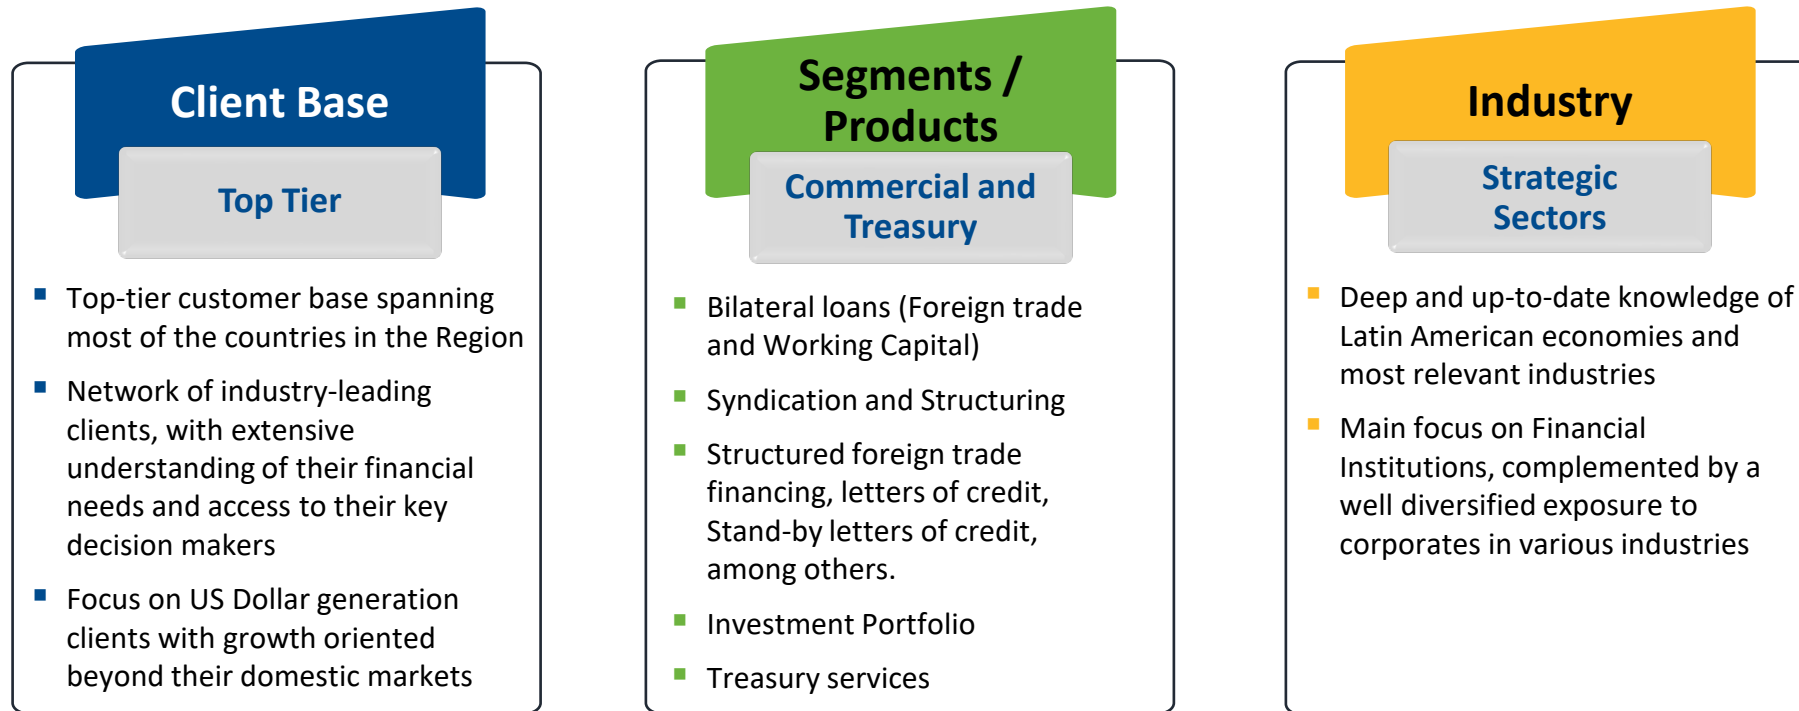 Client Base
Top Tier
Top-tier customer base spanning
most of the countries in the Region
Network of industry-leading
clients, with extensive
understanding of their financial
needs and access to their key
decision makers
Focus on US Dollar generation
clients with growth oriented
beyond their domestic markets
Segments /
Products
Commercial and
Treasury
Bilateral loans (Foreign trade
and Working Capital)
Syndication and Structuring
Structured foreign trade
financing, letters of credit,
Stand-by letters of credit,
among others.
Investment Portfolio
Treasury services
Industry
Strategic
Sectors
Deep and up-to-date knowledge of
Latin American economies and
most relevant industries
Main focus on Financial
Institutions, complemented by a
well diversified exposure to
corporates in various industries